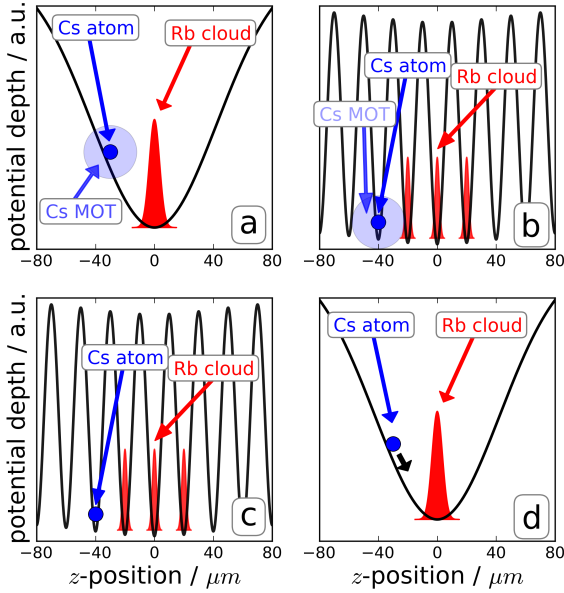 potential depth / a.u.
Cs atom
Rb cloud
Cs MOT
a
−80 −40 0 40 80
Cs atom
Rb cloud
Cs MOT
b
−80 −40 0 40 80
potential depth / a.u.
Cs atom
Rb cloud
c
−80 −40 0 40 80
z-position / μm
Cs atom
Rb cloud
d
−80 −40 0 40 80
z-position / μm